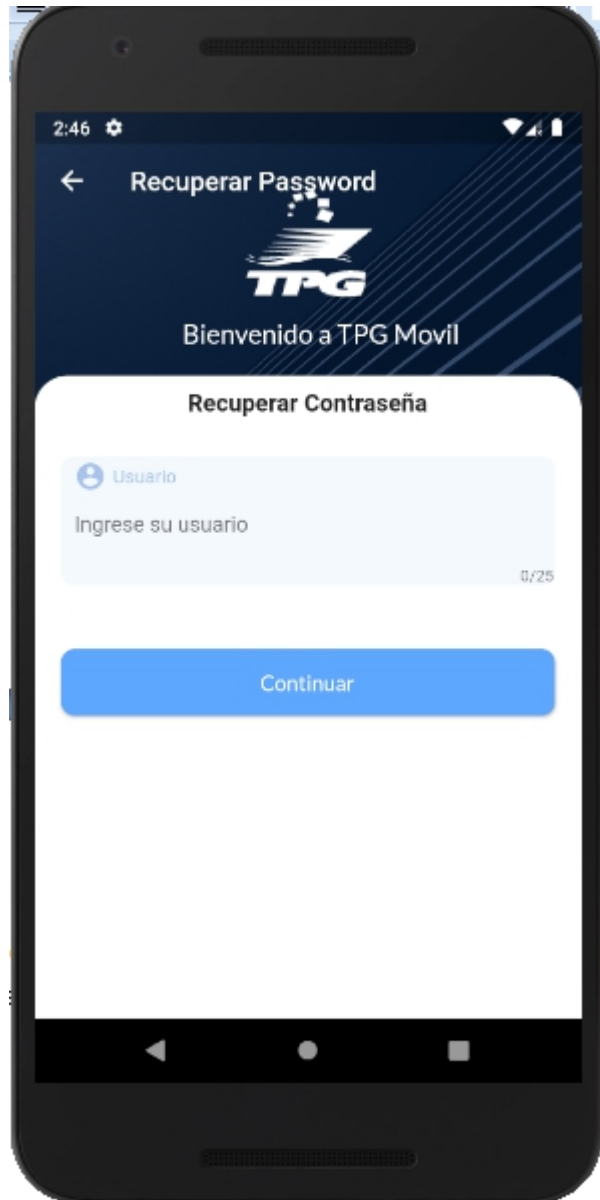 2:46
Recuperar Password
TPG
Bienvenido a TPG Movil
Recuperar Contraseña
Usuario
Ingrese su usuario
0/25
Continuar